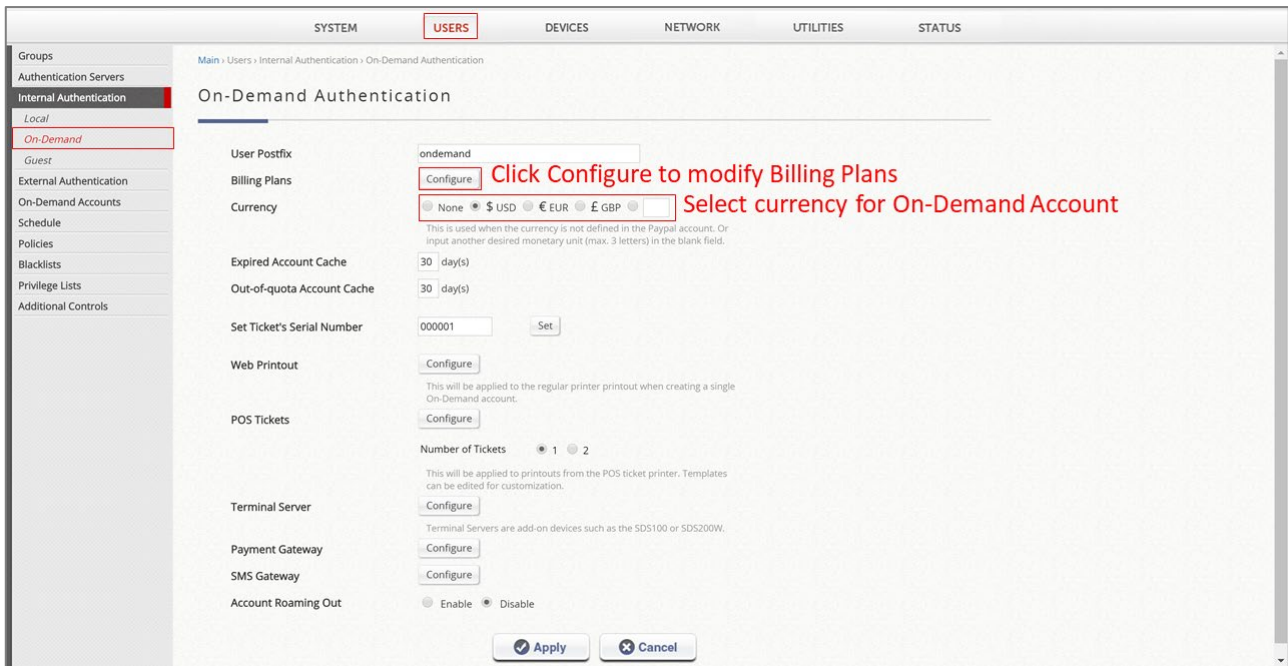 SYSTEM USERS DEVICES NETWORK UTILITIES STATUS
Groups
Authentication Servers
Internal Authentication
Local
On-Demand
Guest
External Authentication
On-Demand Accounts
Schedule
Policies
Blacklists
Privilege Lists
Additional Controls
Main › Users › Internal Authentication › On-Demand Authentication
On-Demand Authentication
User Postfix ondemand
Billing Plans Configure Click Configure to modify Billing Plans
Currency None $ USD € EUR £ GBP Select currency for On-Demand Account
This is used when the currency is not defined in the Paypal account. Or
input another desired monetary unit (max. 3 letters) in the blank field.
Expired Account Cache 30 day(s)
Out-of-quota Account Cache 30 day(s)
Set Ticket's Serial Number 000001 Set
Web Printout Configure
This will be applied to the regular printer printout when creating a single
On-Demand account.
POS Tickets Configure
Number of Tickets 1 2
This will be applied to printouts from the POS ticket printer. Templates
can be edited for customization.
Terminal Server Configure
Terminal Servers are add-on devices such as the SDS100 or SDS200W.
Payment Gateway Configure
SMS Gateway Configure
Account Roaming Out Enable Disable
Apply Cancel